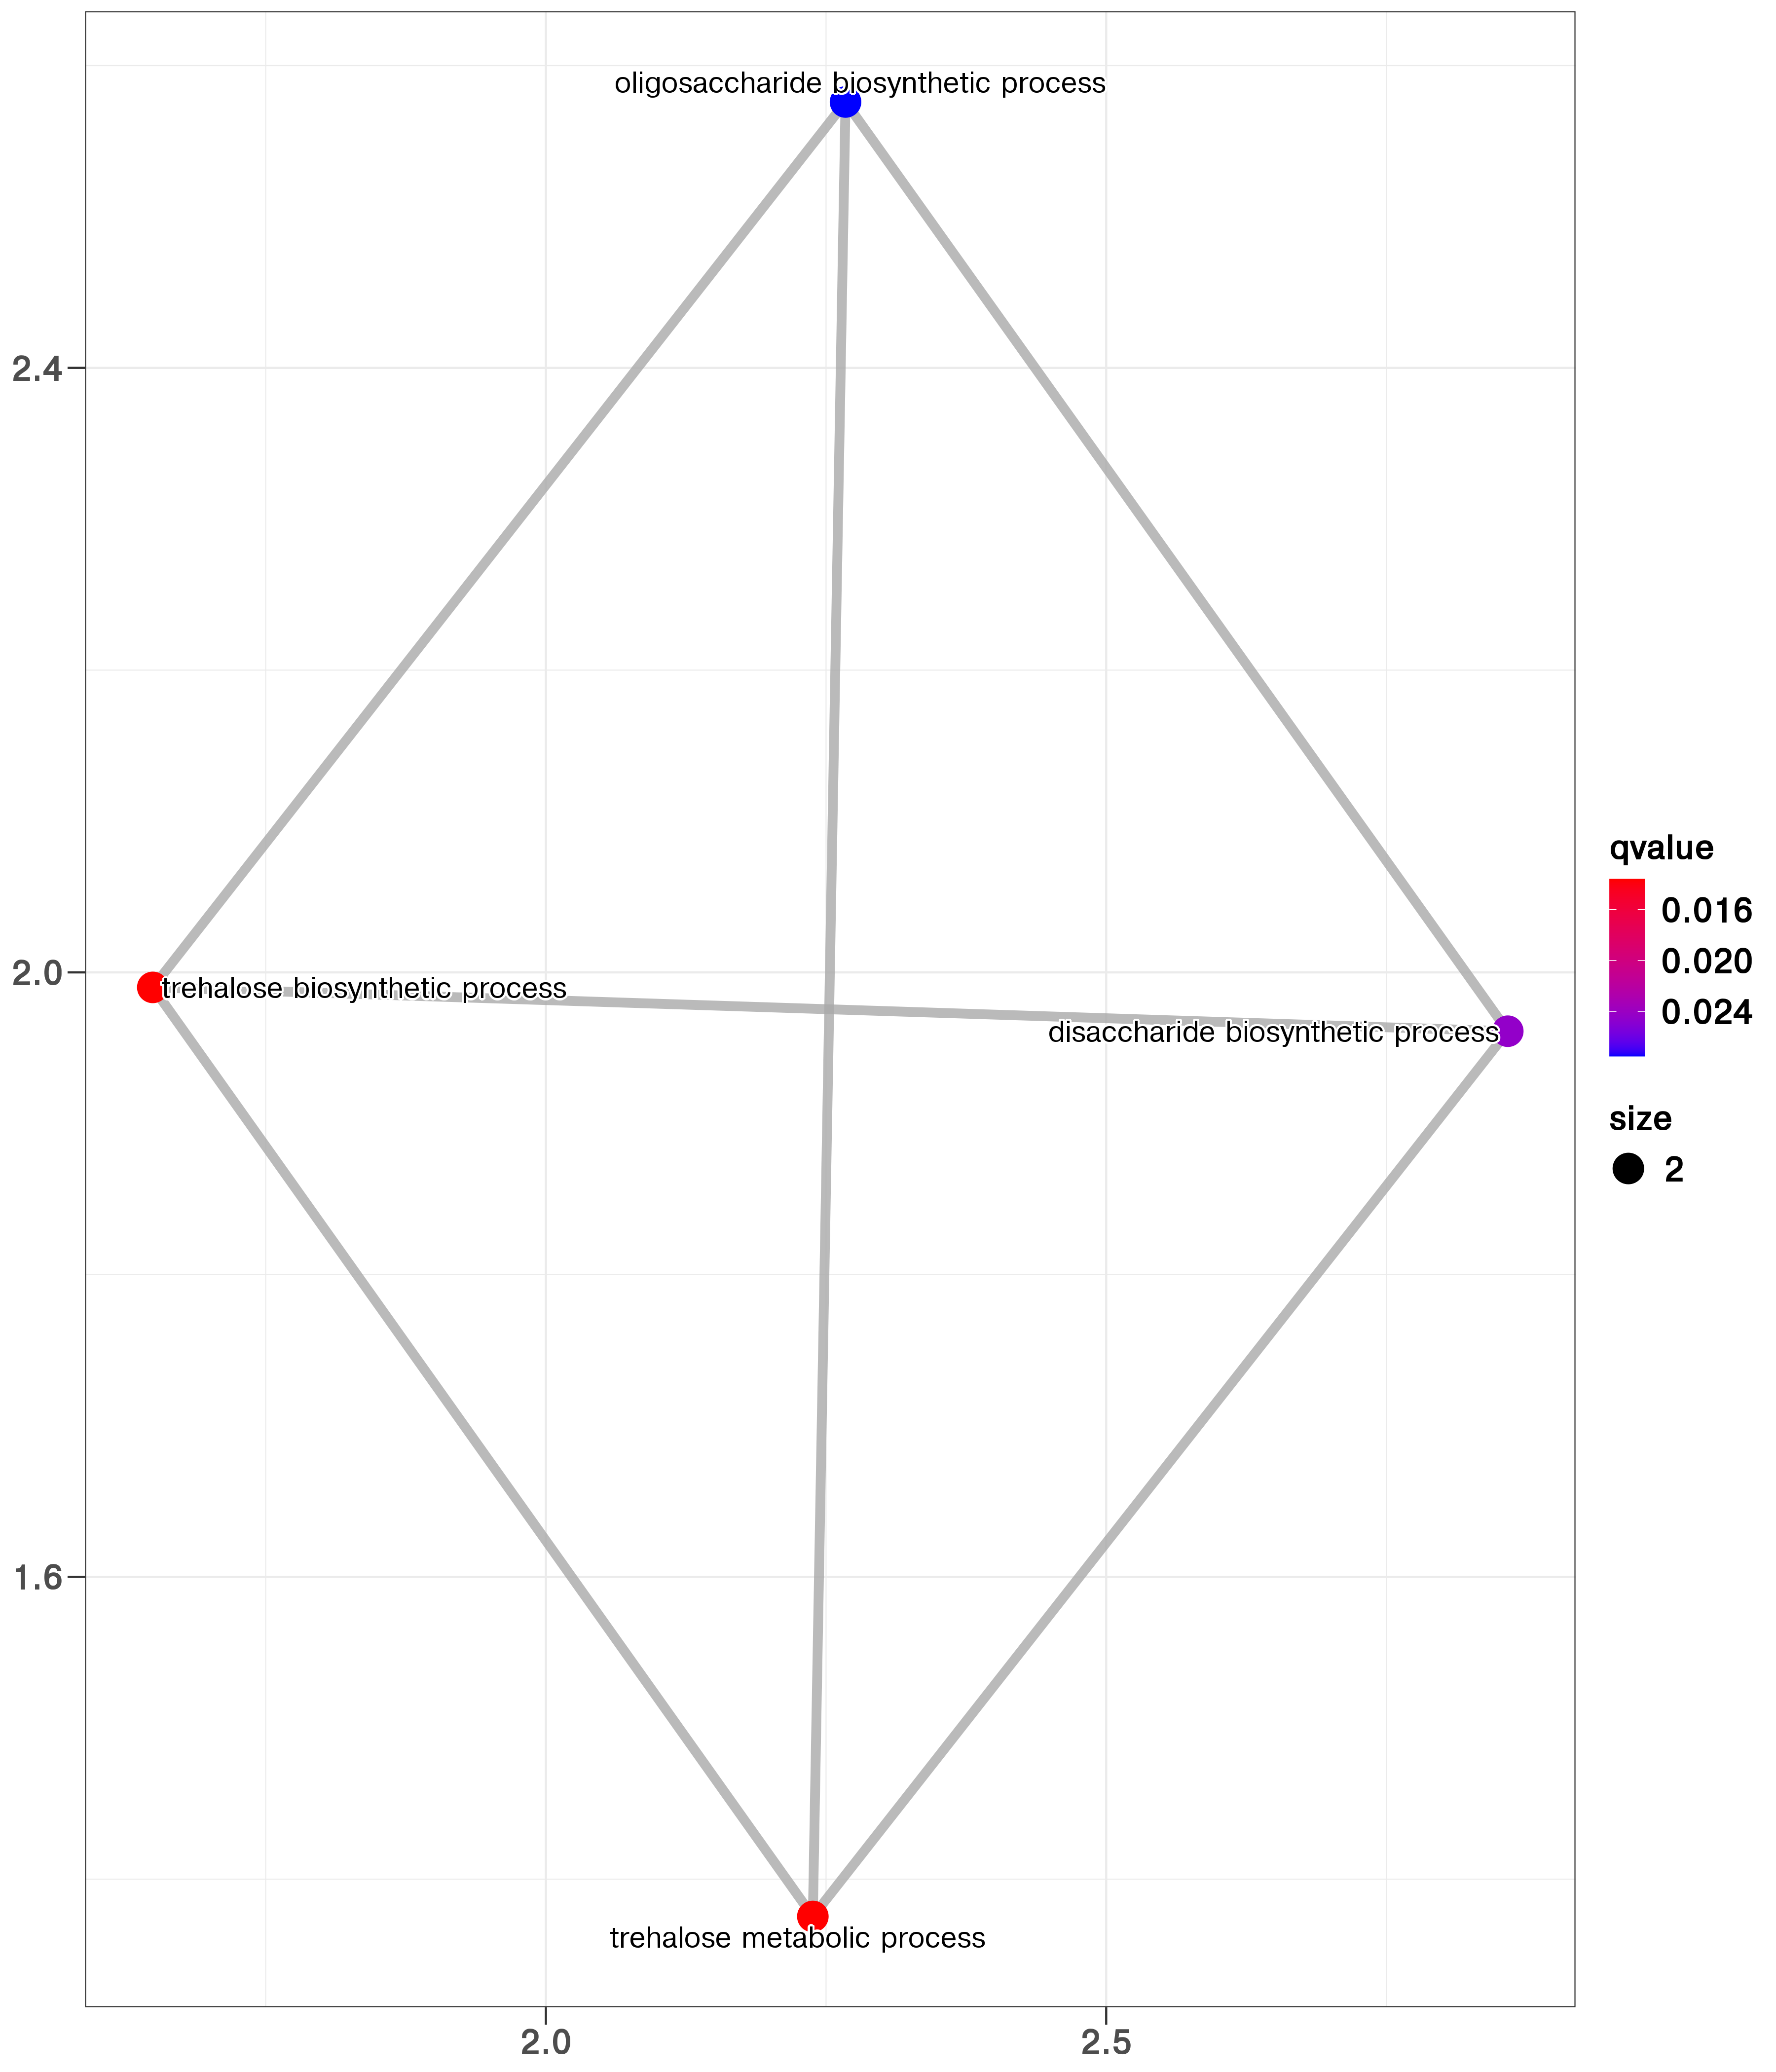 oligosaccharide biosynthetic process
2.4
2.0
1.6
trehalose biosynthetic process
disaccharide biosynthetic process
trehalose metabolic process
2.0
2.5
qvalue
0.016
0.020
0.024
size
2